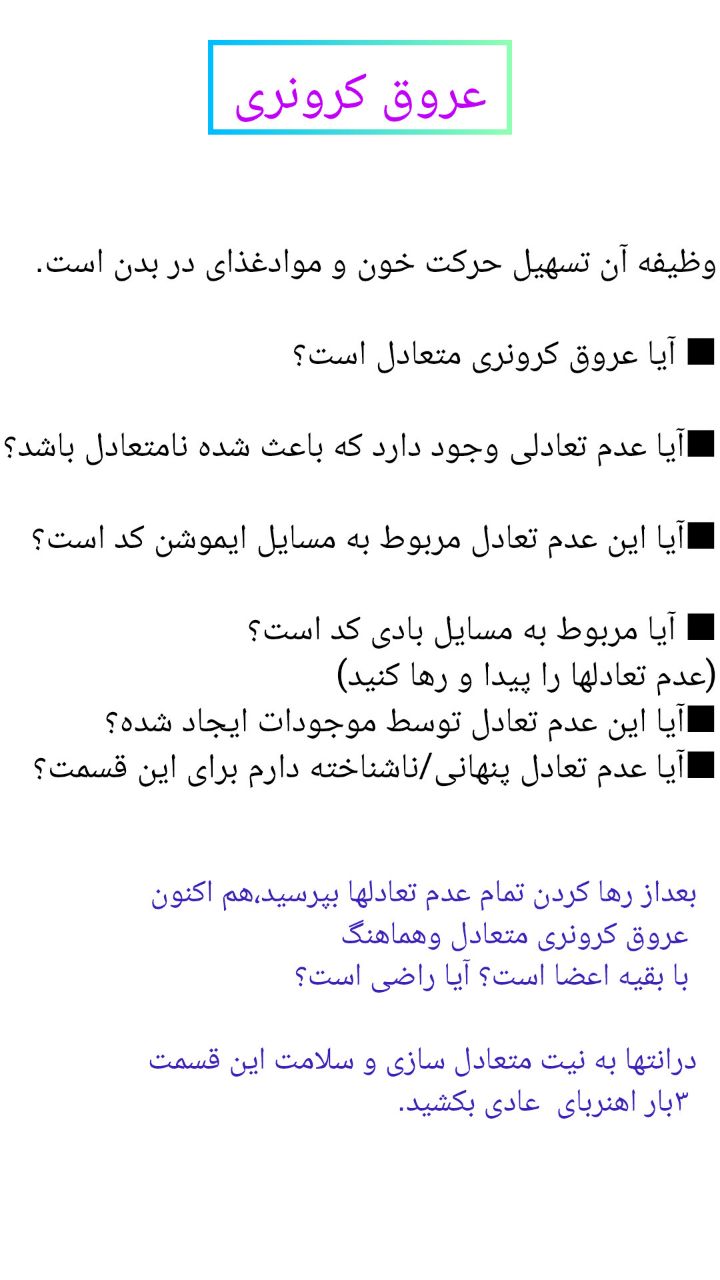 عروق کرونری
وظیفه آن تسهیل حرکت خون و موادغذای در بدن است.
■ آیا عروق کرونری متعادل است؟
■آیا عدم تعادلی وجود دارد که باعث شده نامتعادل باشد؟
■آیا این عدم تعادل مربوط به مسایل ایموشن کد است؟
■ آیا مربوط به مسایل بادی کد است؟
(عدم تعادلها را پیدا و رها کنید)
■آیا این عدم تعادل توسط موجودات ایجاد شده؟
■آیا عدم تعادل پنهانی/ناشناخته دارم برای این قسمت؟
بعداز رها کردن تمام عدم تعادلها بپرسید،هم اکنون
عروق کرونری متعادل وهماهنگ
با بقیه اعضا است؟ آیا راضی است؟
درانتها به نیت متعادل سازی و سلامت این قسمت
۳بار اهنربای  عادی بکشید.